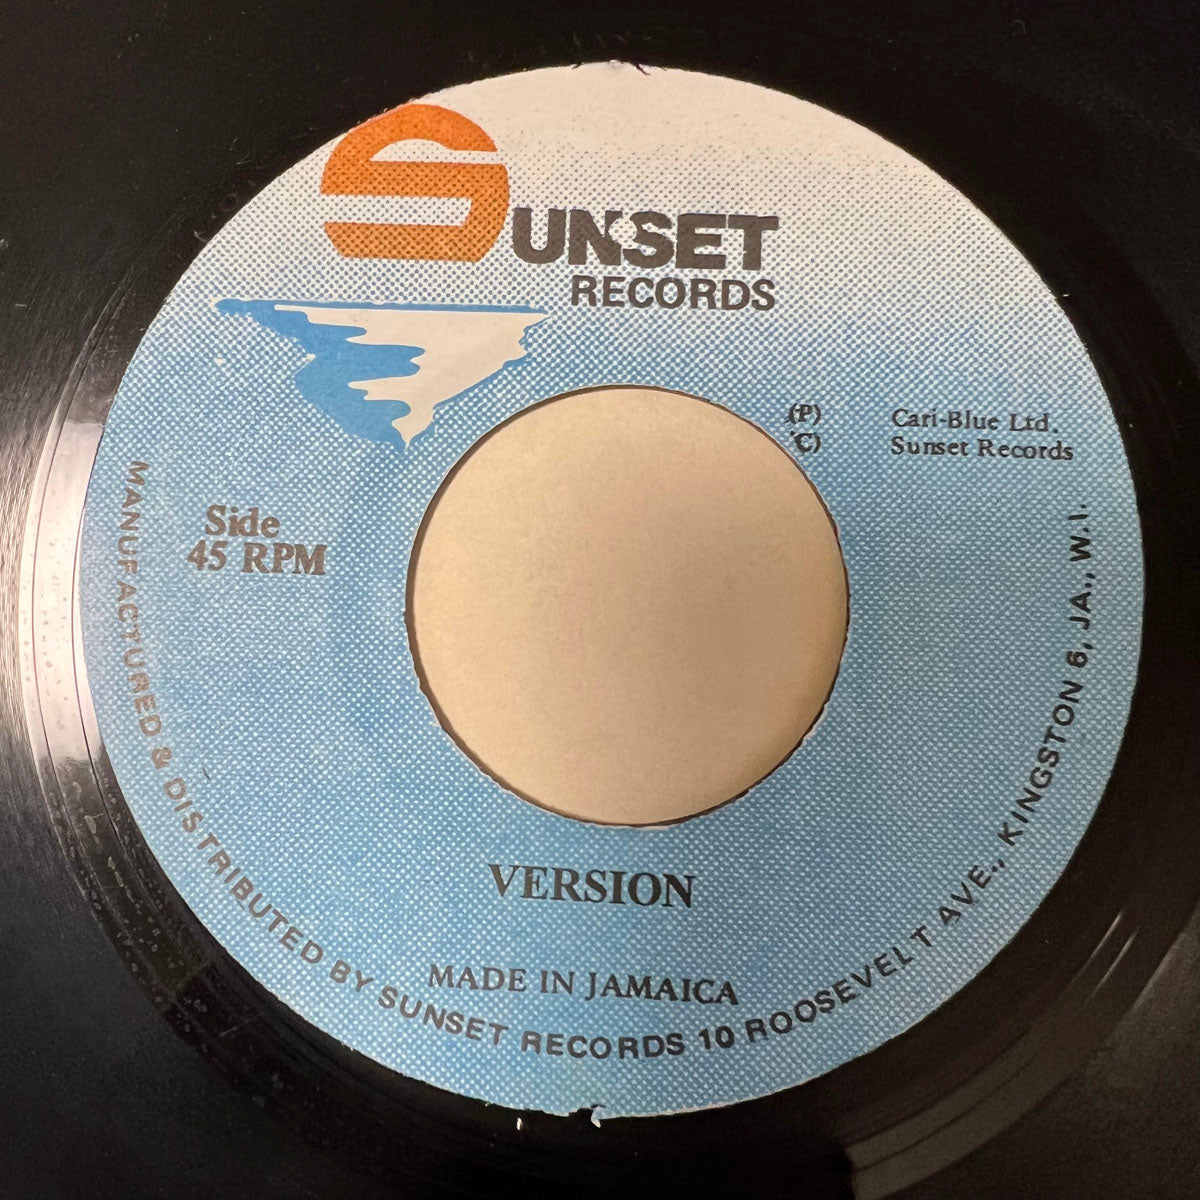 SUNSET
RECORDS
(P) Cari-Blue Ltd.
(C) Sunset Records
Side
45 RPM
VERSION
MADE IN JAMAICA
MANUFACTURED & DISTRIBUTED BY SUNSET RECORDS 10 ROOSEVELT AVE., KINGSTON 6, JA., W.I.